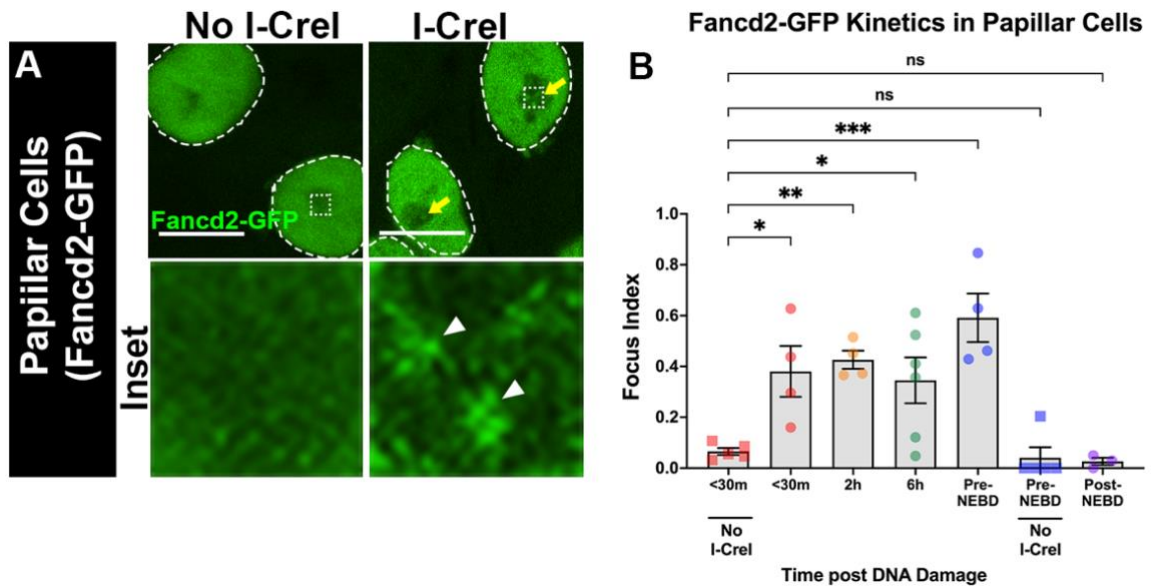 No I-CreI
I-CreI
A
Papiilar Cells
(Fancd2-GFP)
Fancd2-GFP
Inset
Fancd2-GFP Kinetics in Papillar Cells
B
ns
ns
***
*
**
*
Focus Index
1.0
0.8
0.6
0.4
0.2
0.0
<30m <30m 2h 6h Pre-NEBD Pre-NEBD Post-NEBD
No I-CreI
No I-CreI
Time post DNA Damage